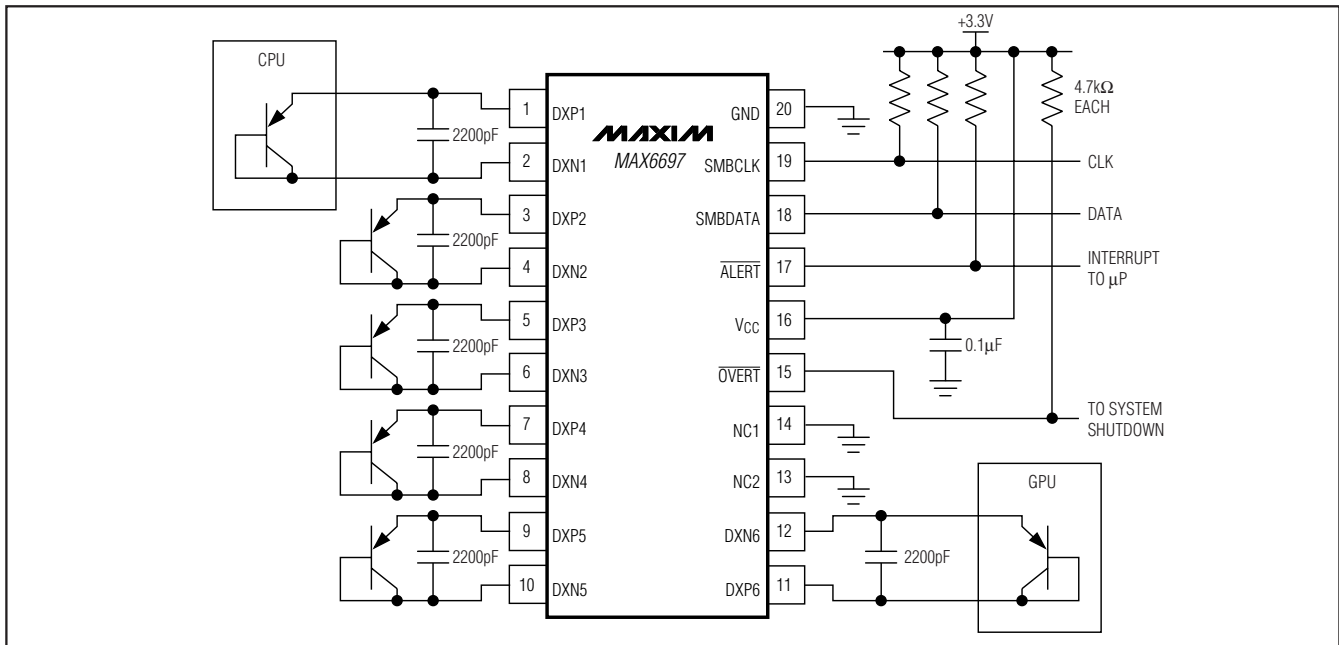 +3.3V
CPU
4.7kΩ
EACH
1 DXP1
GND 20
2200pF
MAXIM
MAX6697
2 DXN1
SMBCLK 19
CLK
3 DXP2
SMBDATA 18
DATA
2200pF
4 DXN2
ALERT 17
INTERRUPT
TO µP
5 DXP3
VCC 16
2200pF
0.1µF
6 DXN3
OVERT 15
7 DXP4
NC1 14
TO SYSTEM
SHUTDOWN
2200pF
8 DXN4
NC2 13
GPU
9 DXP5
DXN6 12
2200pF
2200pF
10 DXN5
DXP6 11